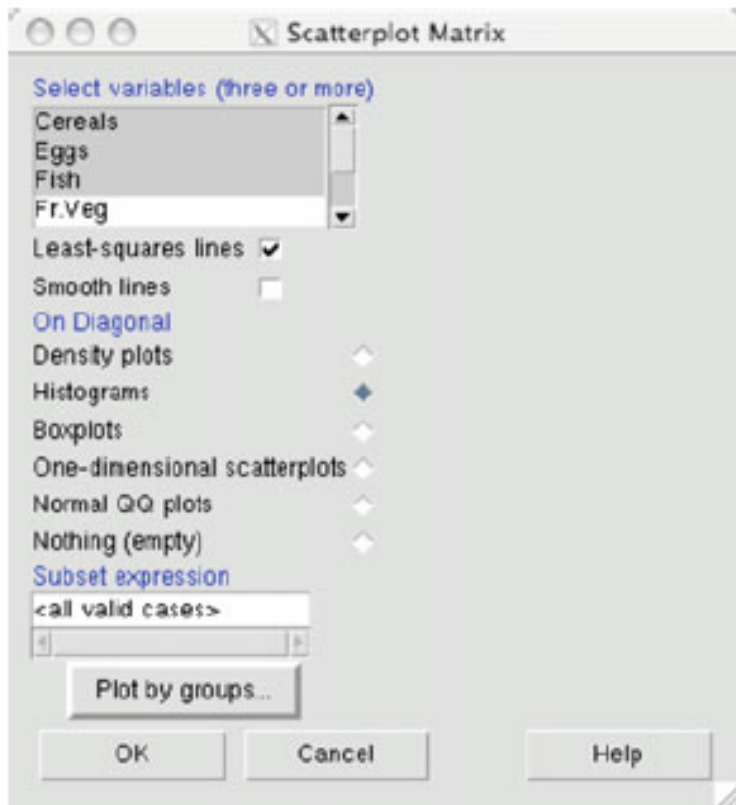 Scatterplot Matrix
Select variables (three or more)
Cereals
Eggs
Fish
Fr.Veg
Least-squares lines
Smooth lines
On Diagonal
Density plots
Histograms
Boxplots
One-dimensional scatterplots
Normal QQ plots
Nothing (empty)
Subset expression
<all valid cases>
Plot by groups...
OK Cancel Help